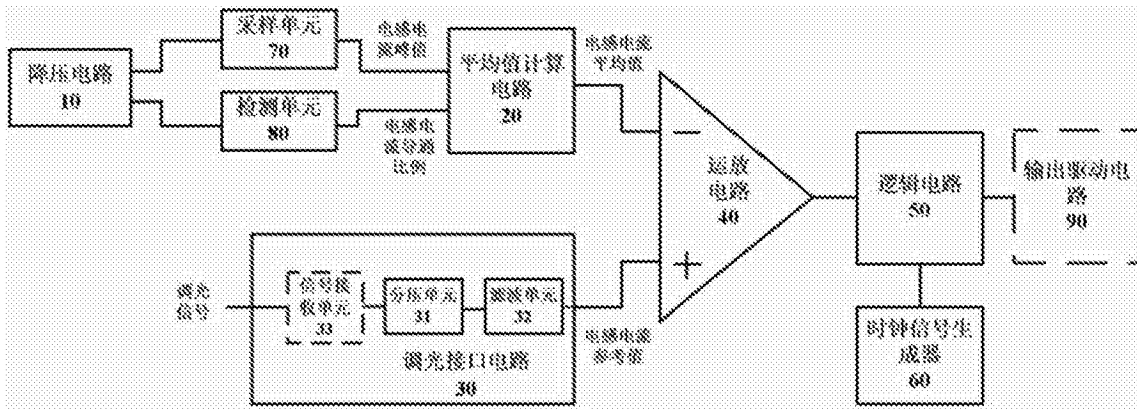 降压电路
10
采样单元
70
检测单元
80
电感电
流峰值
电感电
流导通
比例
平均值计算
电路
20
电感电流
平均值
运放
电路
40
逻辑电路
50
输出驱动电
路
90
时钟信号生
成器
60
调光
信号
信号接
收单元
33
分压单元
31
滤波单元
32
调光接口电路
30
电感电流
参考值